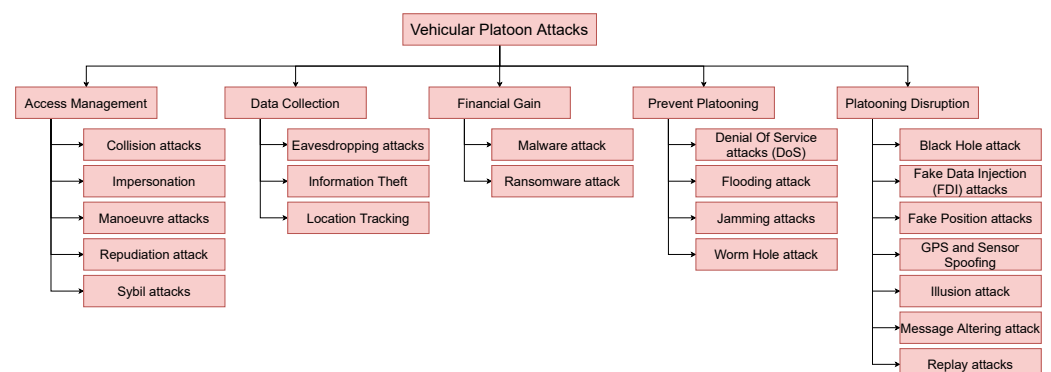 Vehicular Platoon Attacks
Access Management
Collision attacks
Impersonation
Manoeuvre attacks
Repudiation attack
Sybil attacks
Data Collection
Eavesdropping attacks
Information Theft
Location Tracking
Financial Gain
Malware attack
Ransomware attack
Prevent Platooning
Denial Of Service
attacks (DoS)
Flooding attack
Jamming attacks
Worm Hole attack
Platooning Disruption
Black Hole attack
Fake Data Injection
(FDI) attacks
Fake Position attacks
GPS and Sensor
Spoofing
Illusion attack
Message Altering attack
Replay attacks